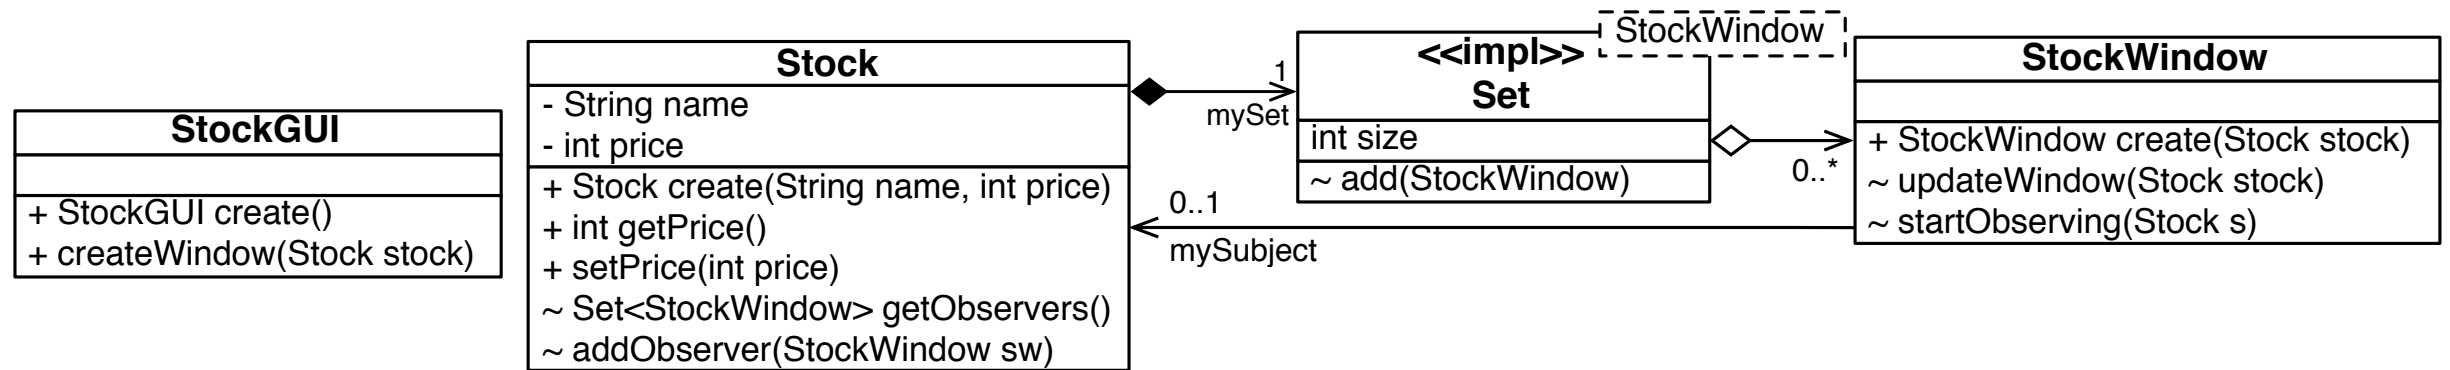 StockGUI
+ StockGUI create()
+ createWindow(Stock stock)
Stock
- String name
- int price
+ Stock create(String name, int price)
+ int getPrice()
+ setPrice(int price)
~ Set<StockWindow> getObservers()
~ addObserver(StockWindow sw)
1
mySet
0..1
mySubject
StockWindow
<<impl>>
Set
int size
~ add(StockWindow)
0..*
StockWindow
+ StockWindow create(Stock stock)
~ updateWindow(Stock stock)
~ startObserving(Stock s)